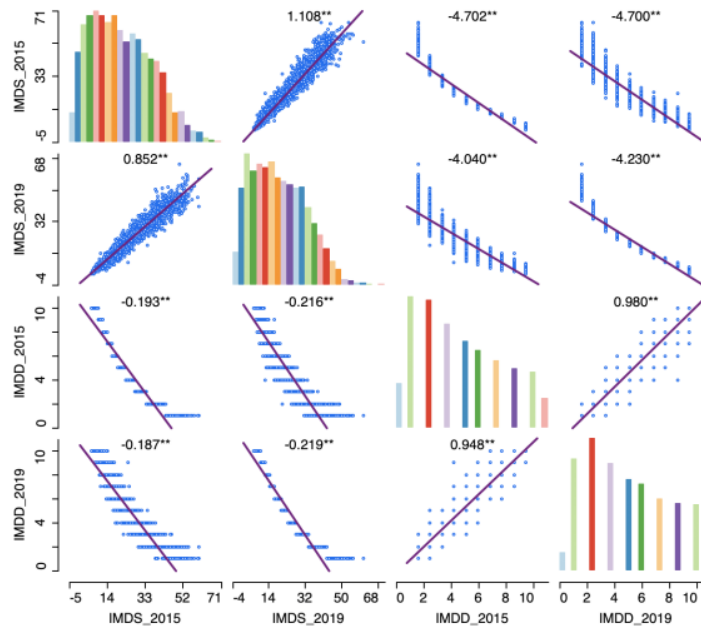 71
33
-5
IMDS_2015
1.108**
-4.702**
-4.700**
68
32
-4
IMDS_2019
0.852**
-4.040**
-4.230**
10
4
0
IMDD_2015
-0.193**
-0.216**
0.980**
10
4
0
IMDD_2019
-0.187**
-0.219**
0.948**
-5 14 33 52 71
-4 14 32 50 68
0 2 4 6 8 10
0 2 4 6 8 10
IMDS_2015 IMDS_2019 IMDD_2015 IMDD_2019